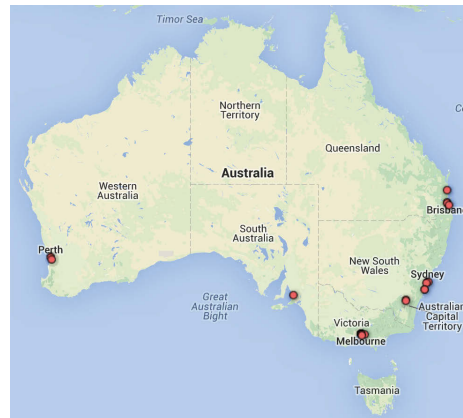 Timor Sea
Northern
Territory
Queensland
Australia
Western
Australia
South
Australia
Brisban
Perth
New South
Wales
Sydney
Great
Australian
Bight
Australian
Capital
Territory
Victoria
Melbourne
Tasmania